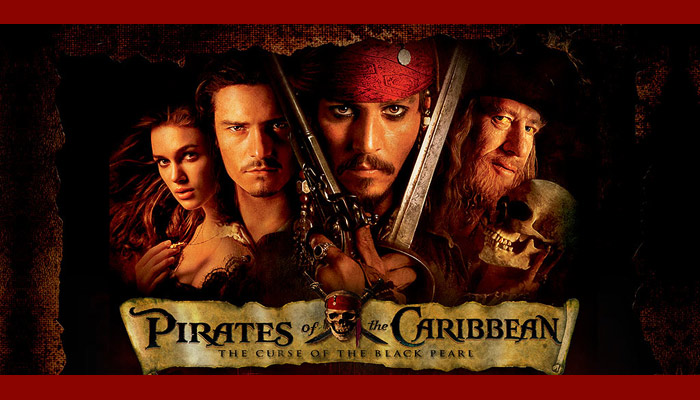 PIRATES of the CARIBBEAN
THE CURSE OF THE BLACK PEARL